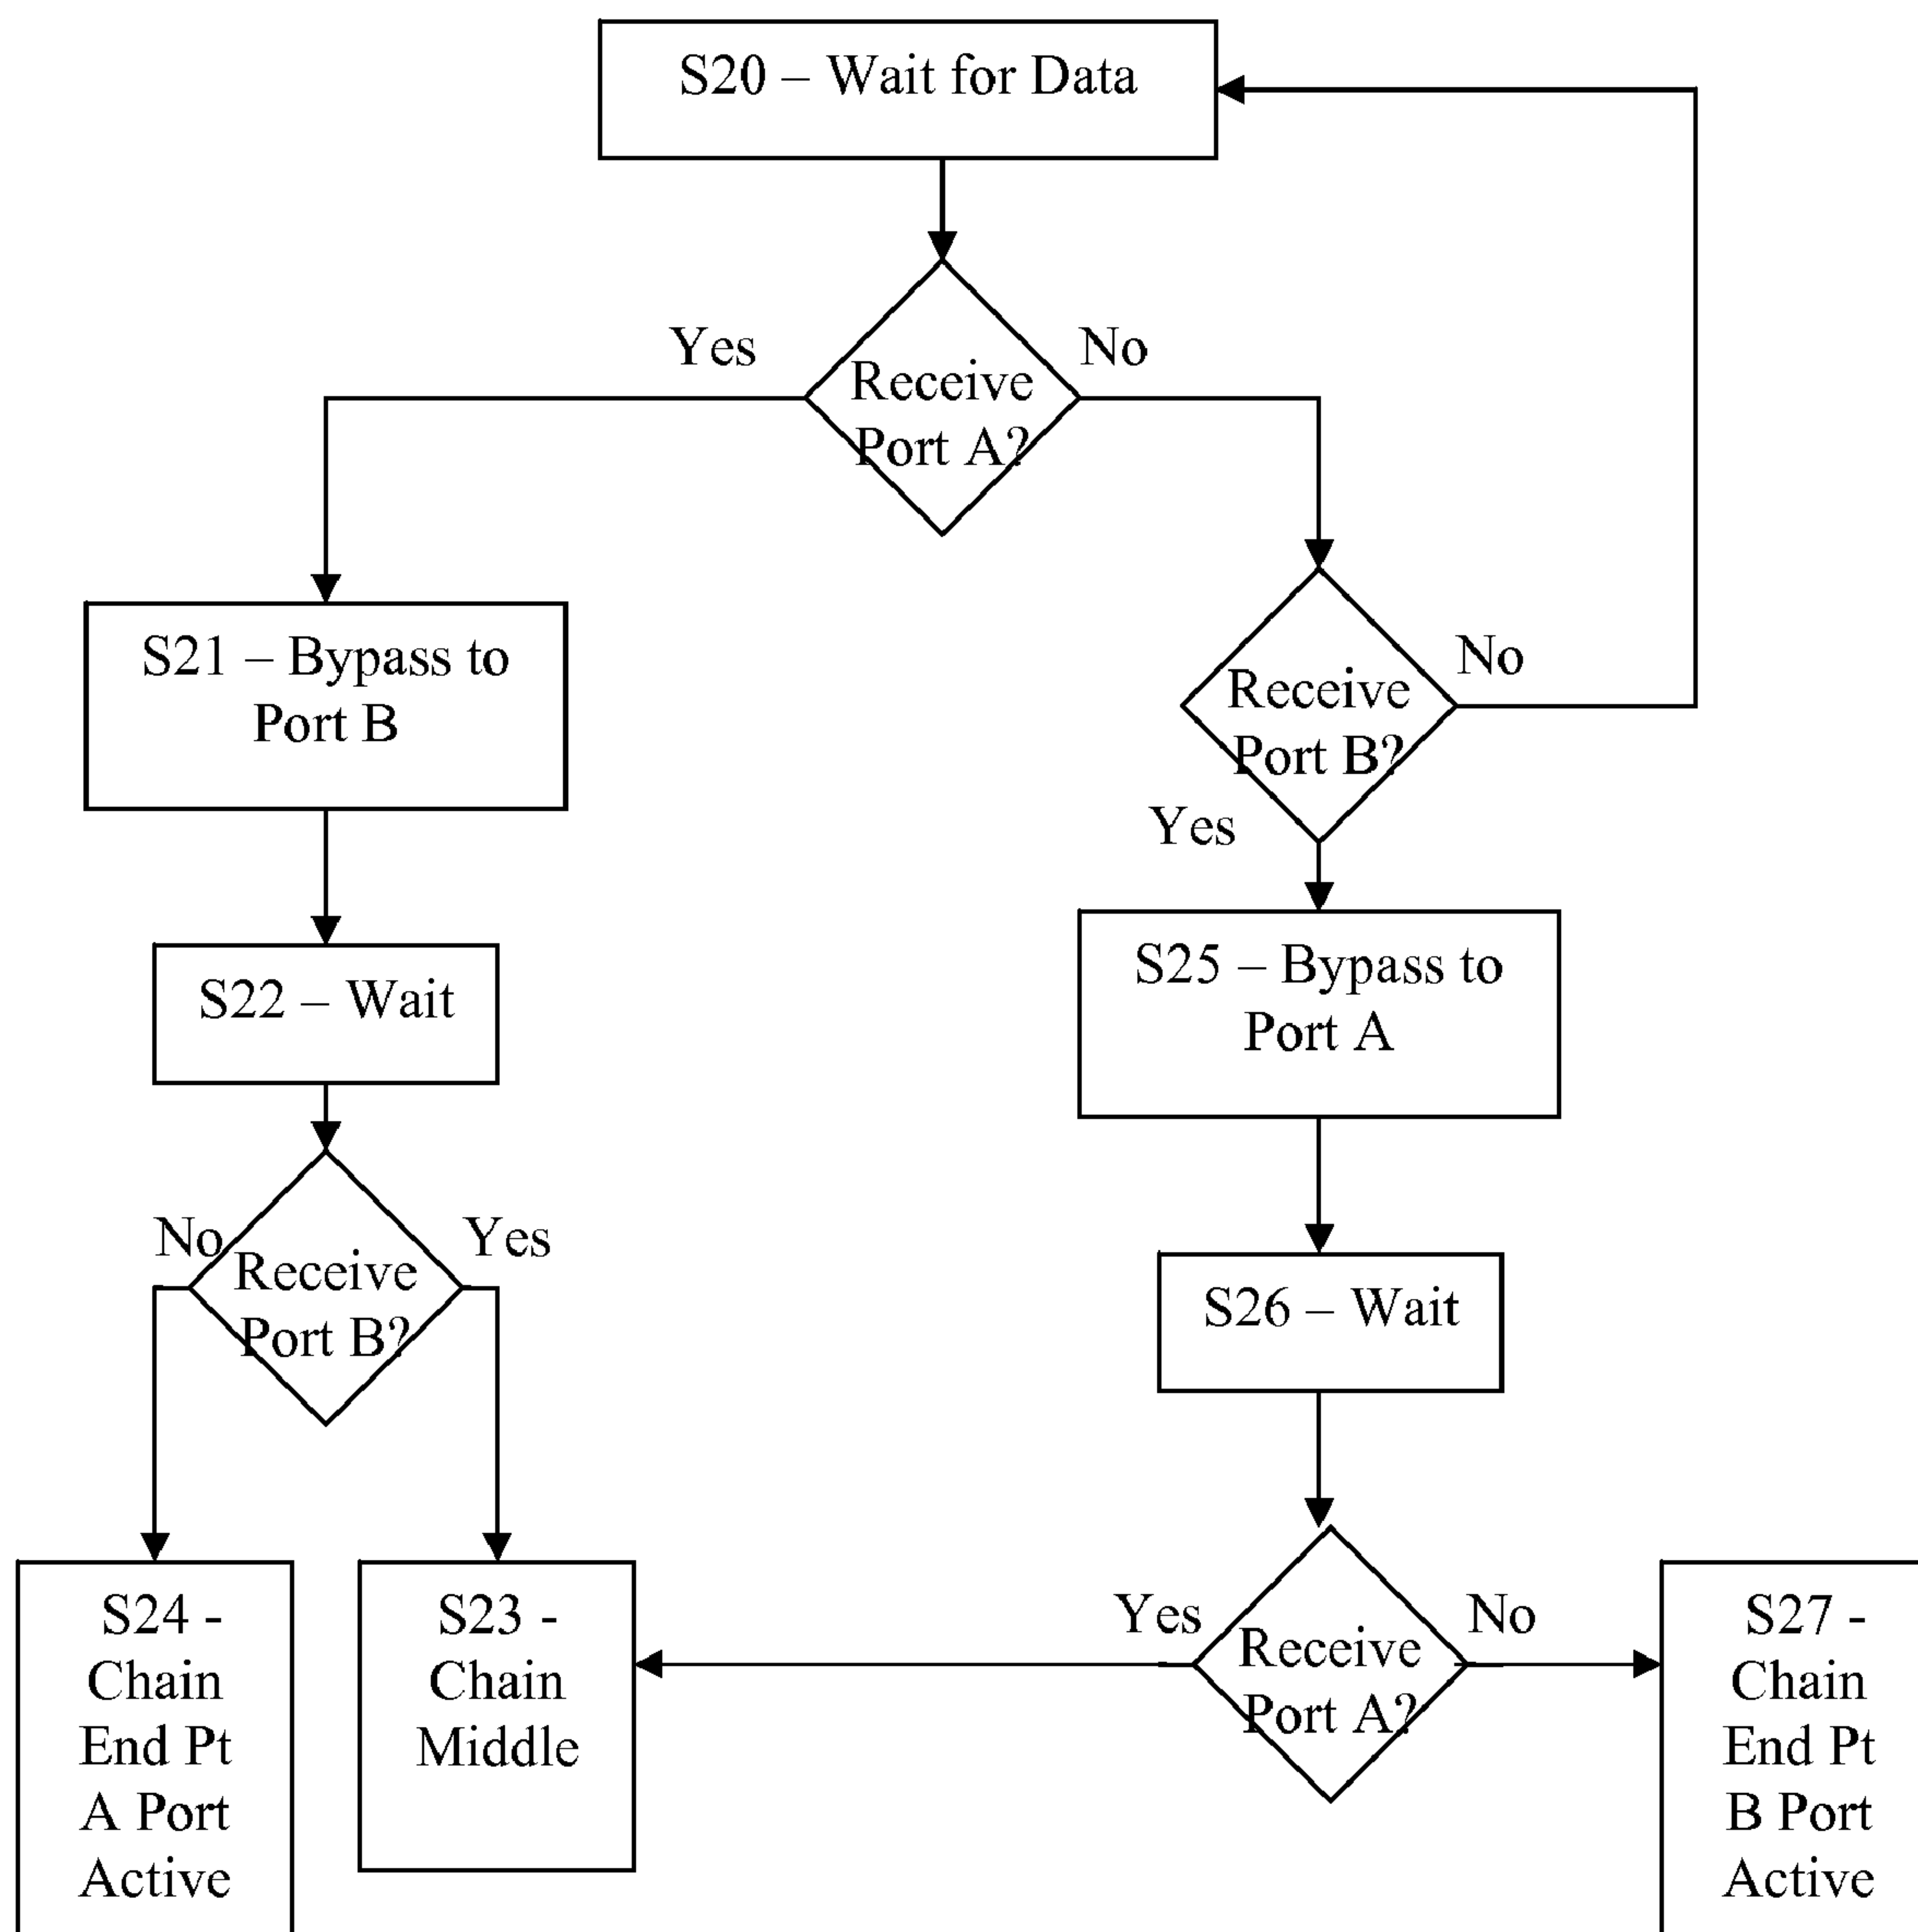 S20 – Wait for Data
Yes
No
Receive
Port A?
S21 – Bypass to
Port B
No
Receive
Port B?
Yes
S25 – Bypass to
Port A
S22 – Wait
No
Yes
Receive
Port B?
S26 – Wait
S24 -
Chain
End Pt
A Port
Active
S23 -
Chain
Middle
Yes
No
Receive
Port A?
S27 -
Chain
End Pt
B Port
Active